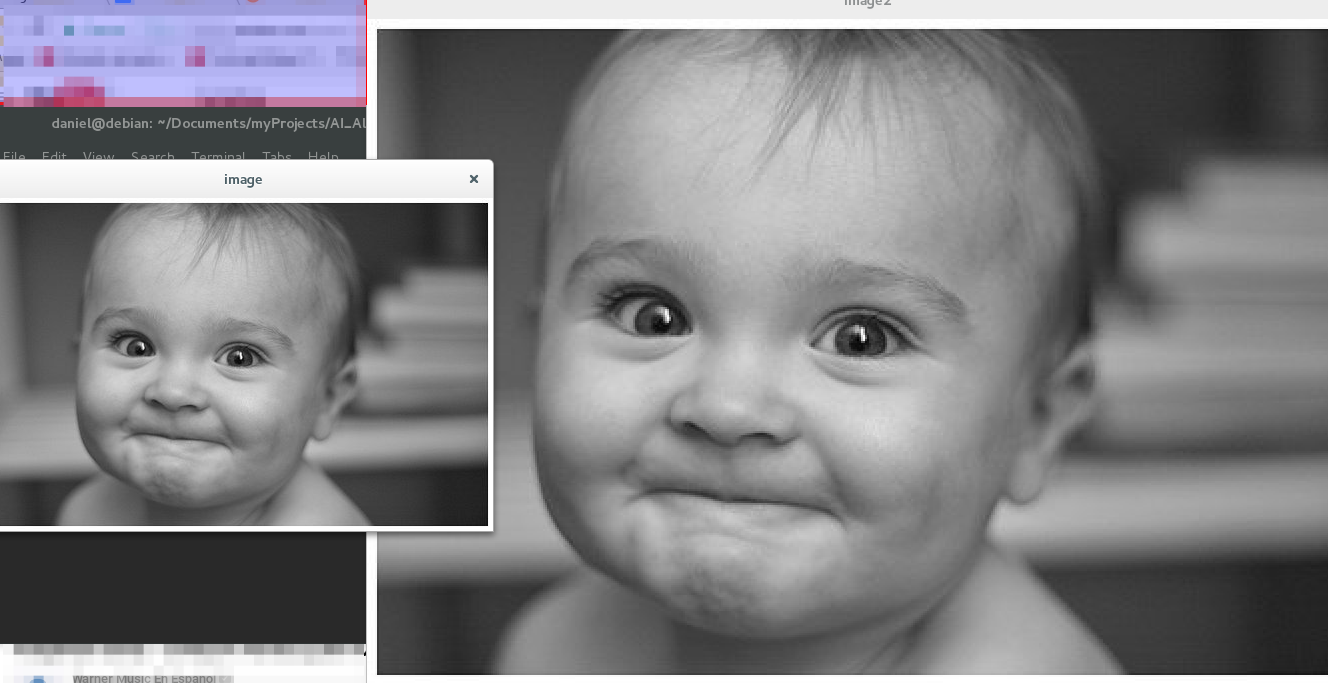 image2
daniel@debian: ~/Documents/myProjects/AI_Al
File Edit View Search Terminal Tabs Help
image
Warner Music En Español